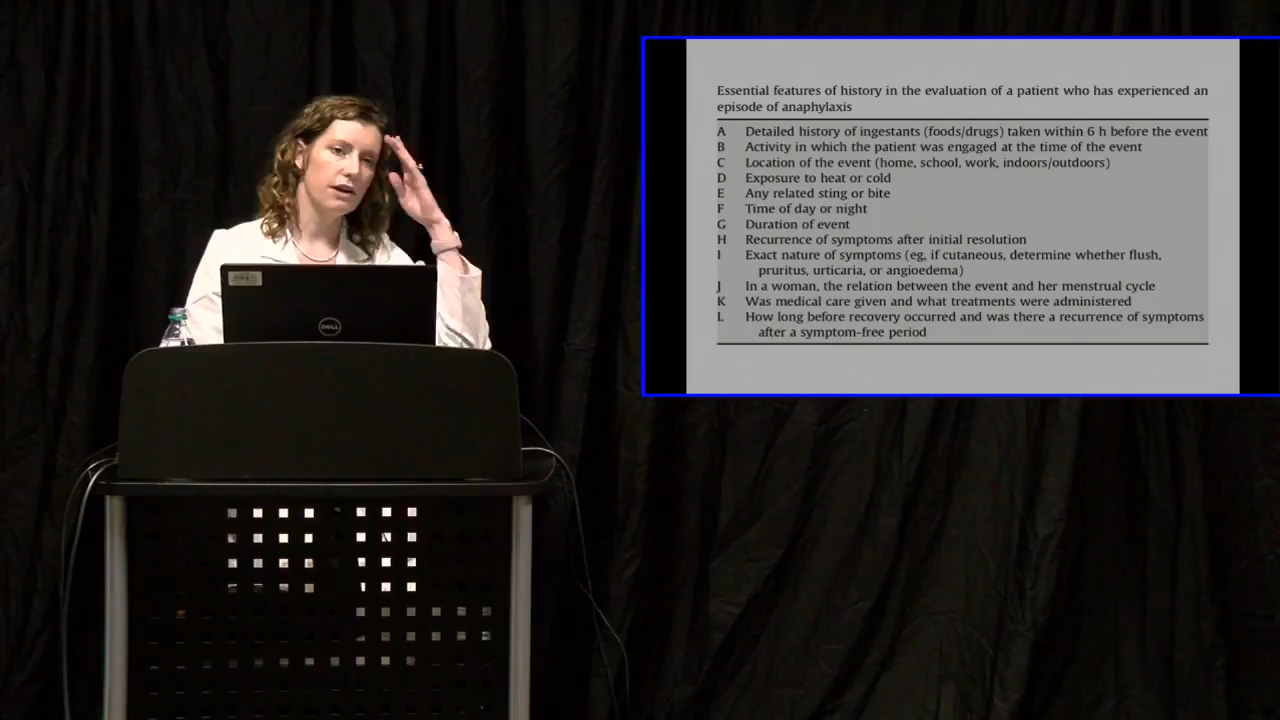 Essential features of history in the evaluation of a patient who has experienced an
episode of anaphylaxis
A Detailed history of ingestants (foods/drugs) taken within 6 h before the event
B Activity in which the patient was engaged at the time of the event
C Location of the event (home, school, work, indoors/outdoors)
D Exposure to heat or cold
E Any related sting or bite
F Time of day or night
G Duration of event
H Recurrence of symptoms after initial resolution
I Exact nature of symptoms (eg, if cutaneous, determine whether flush,
pruritus, urticaria, or angioedema)
J In a woman, the relation between the event and her menstrual cycle
K Was medical care given and what treatments were administered
L How long before recovery occurred and was there a recurrence of symptoms
after a symptom-free period
DELL